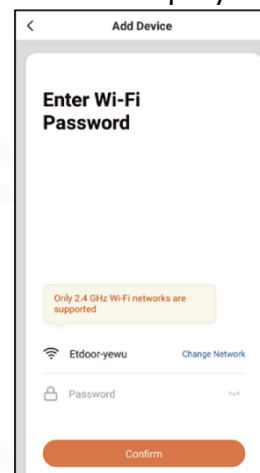 Add Device
Enter Wi-Fi
Password
Only 2.4 GHz Wi-Fi networks are
supported
Etdoor-yewu Change Network
Password
Confirm